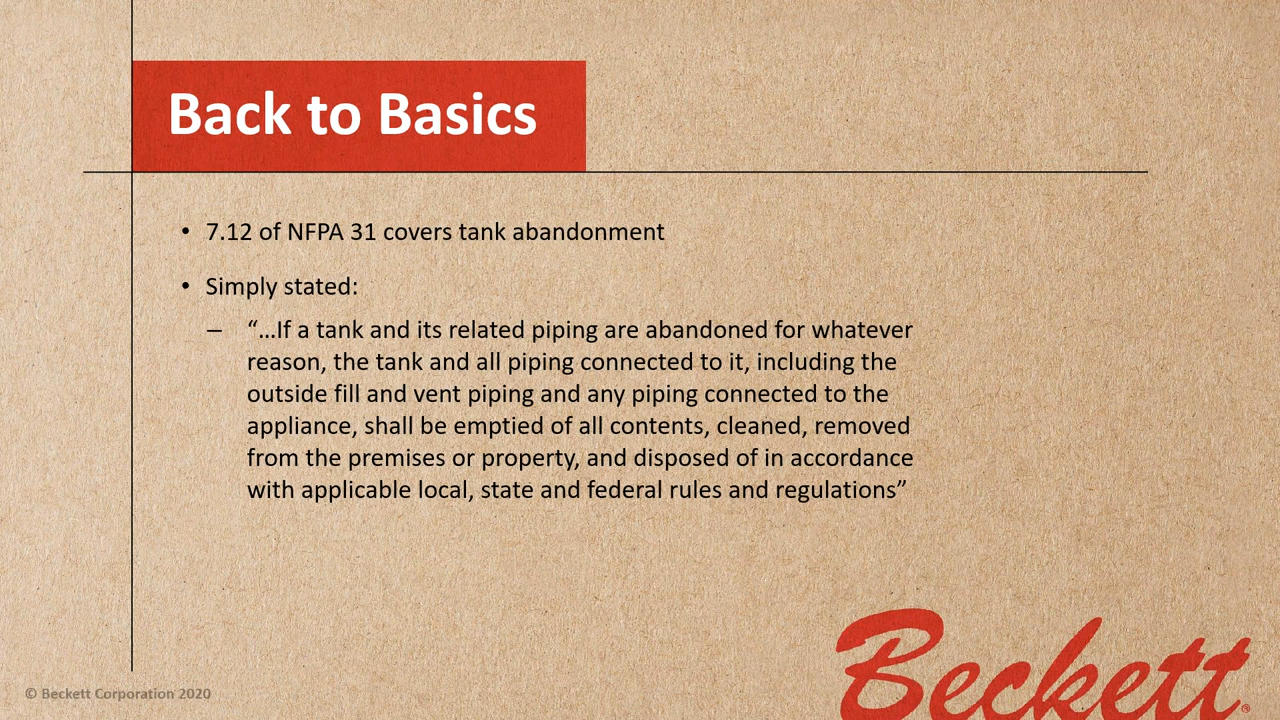 Back to Basics
• 7.12 of NFPA 31 covers tank abandonment
• Simply stated:
– “…If a tank and its related piping are abandoned for whatever
reason, the tank and all piping connected to it, including the
outside fill and vent piping and any piping connected to the
appliance, shall be emptied of all contents, cleaned, removed
from the premises or property, and disposed of in accordance
with applicable local, state and federal rules and regulations”
© Beckett Corporation 2020
Beckett®